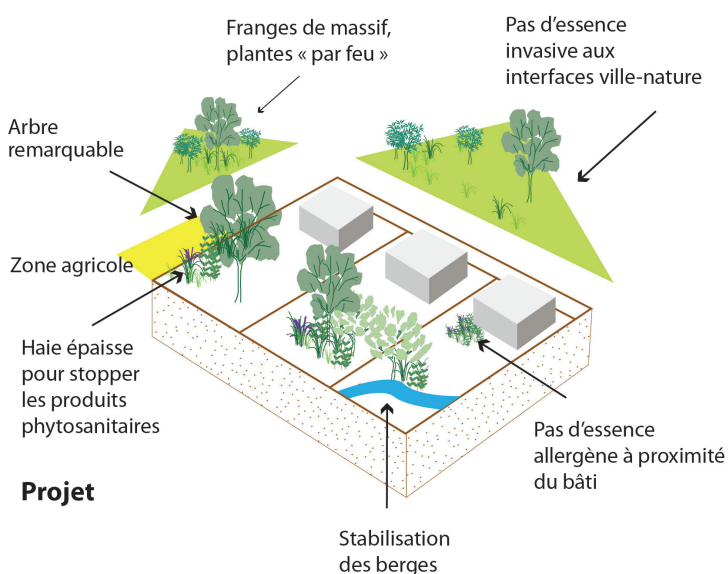 Franges de massif,
plantes « par feu »
Pas d’essence
invasive aux
interfaces ville-nature
Arbre
remarquable
Zone agricole
Haie épaisse
pour stopper
les produits
phytosanitaires
Pas d’essence
allergène à proximité
du bâti
Projet
Stabilisation
des berges